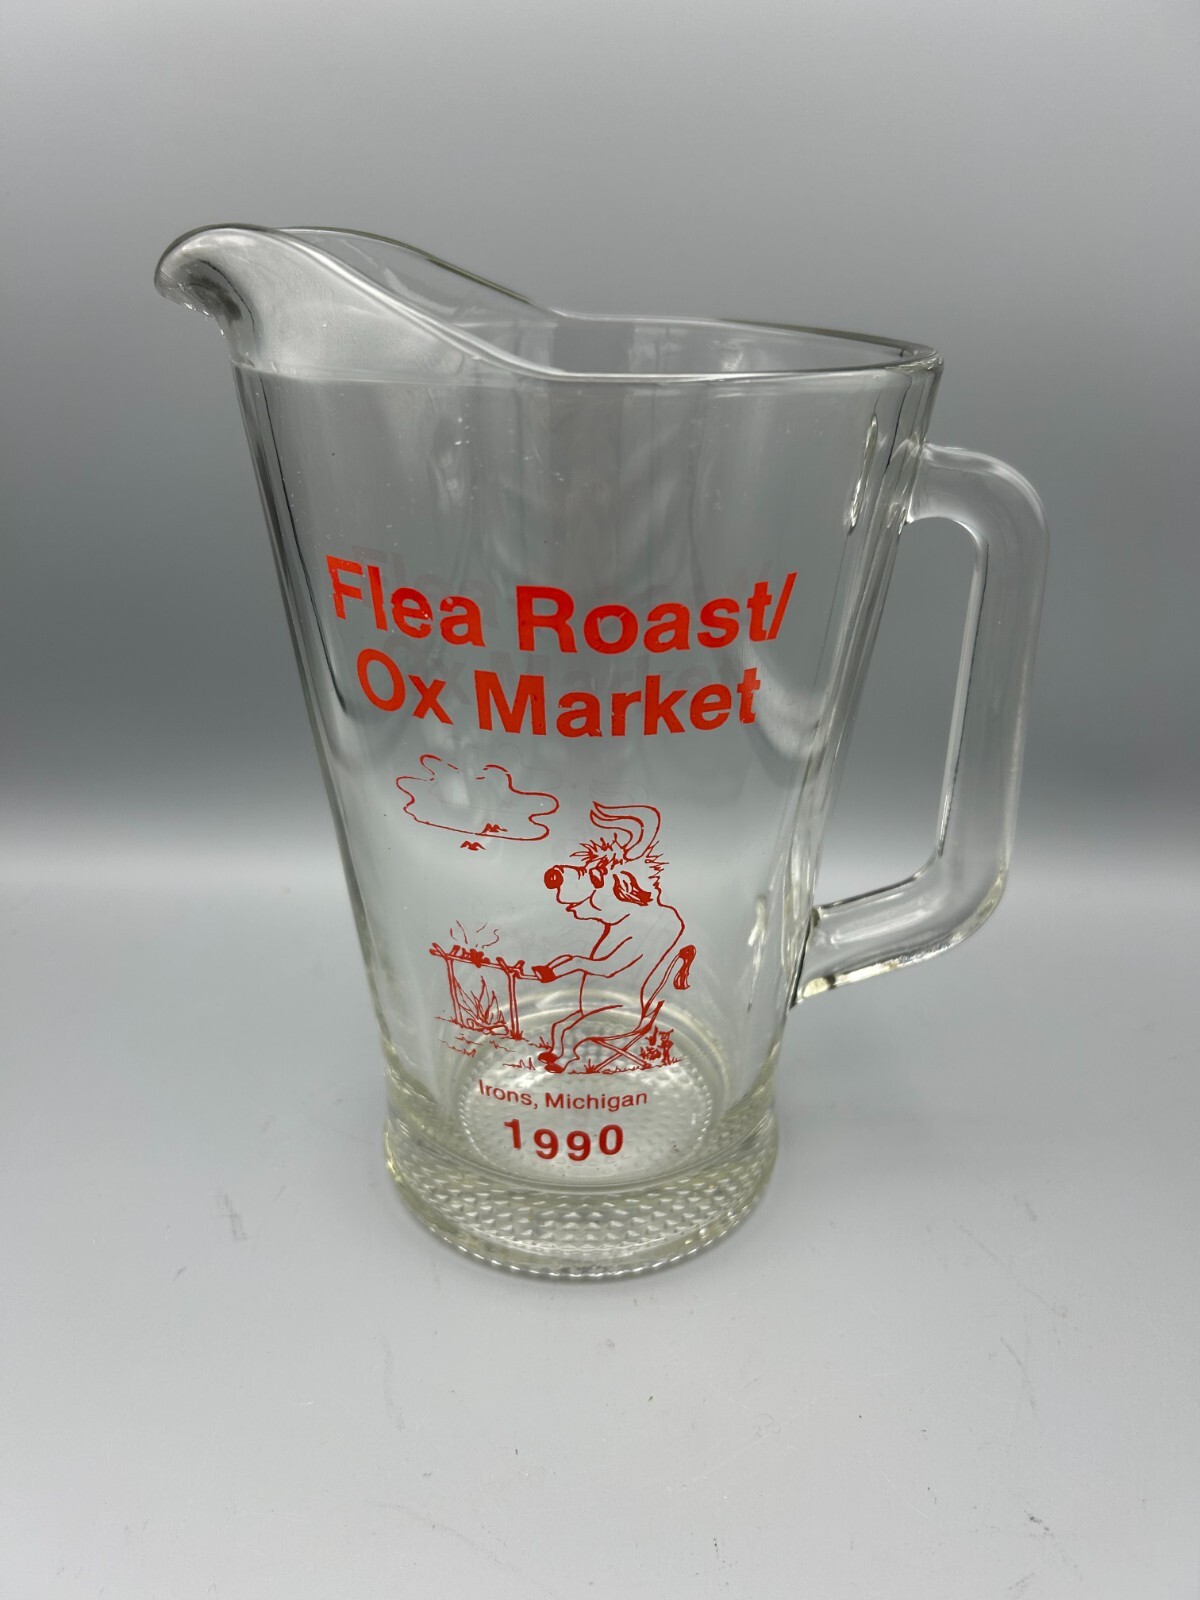 Flea Roast/
Ox Market
Irons, Michigan
1990